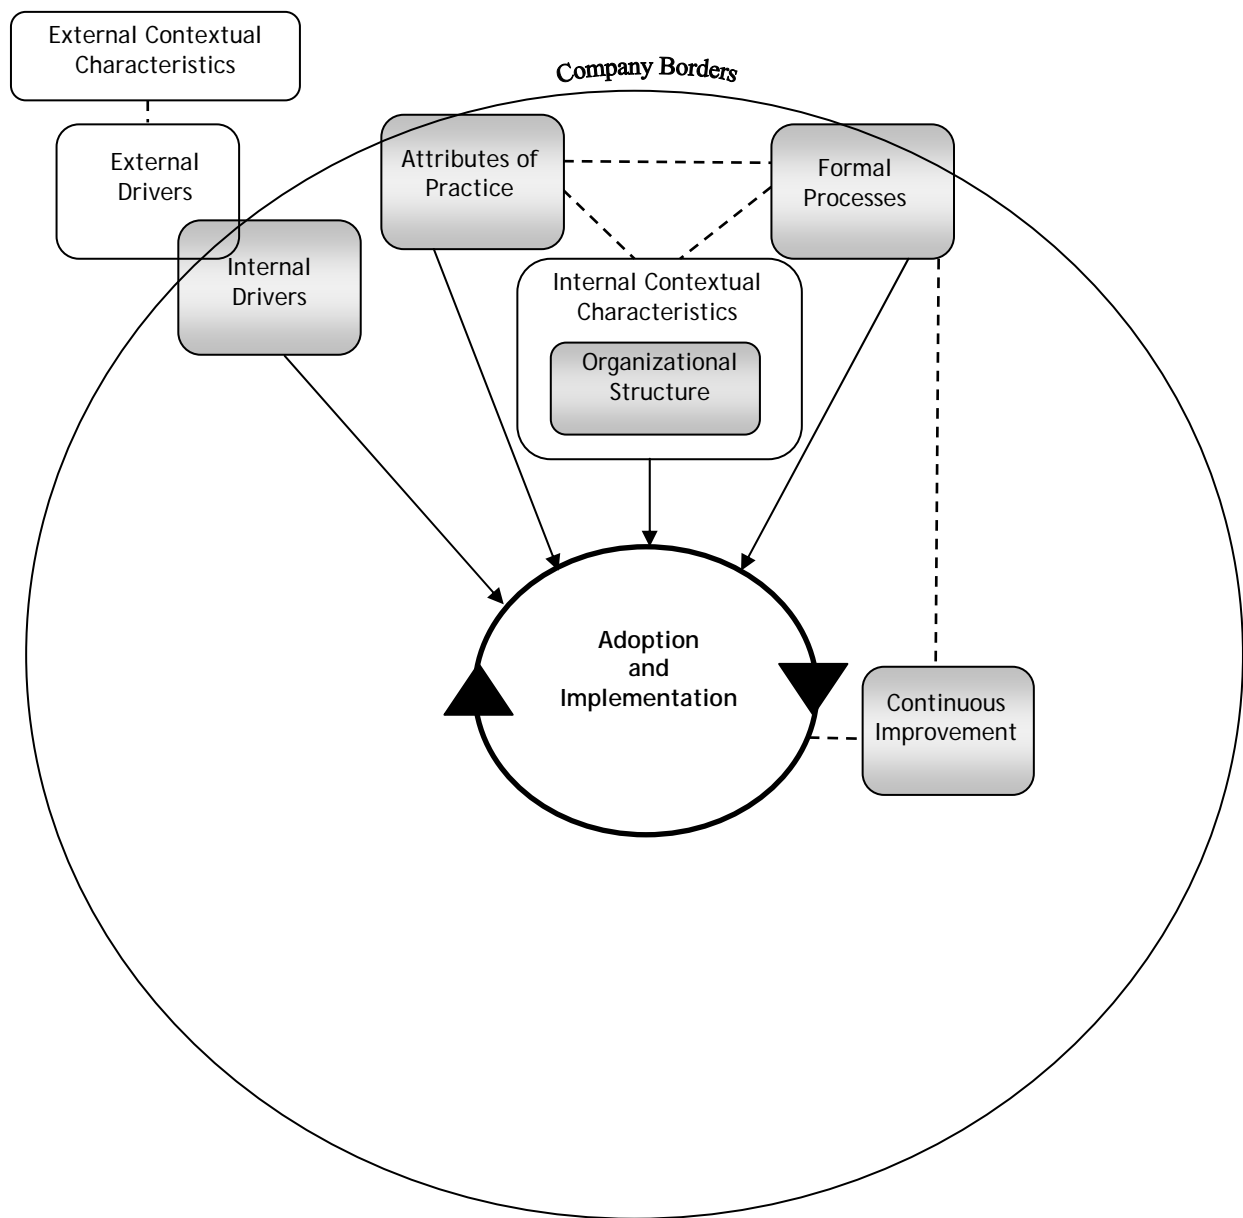 External Contextual
Characteristics
Company Borders
External
Drivers
Attributes of
Practice
Formal
Processes
Internal
Drivers
Internal Contextual
Characteristics
Organizational
Structure
Adoption
and
Implementation
Continuous
Improvement